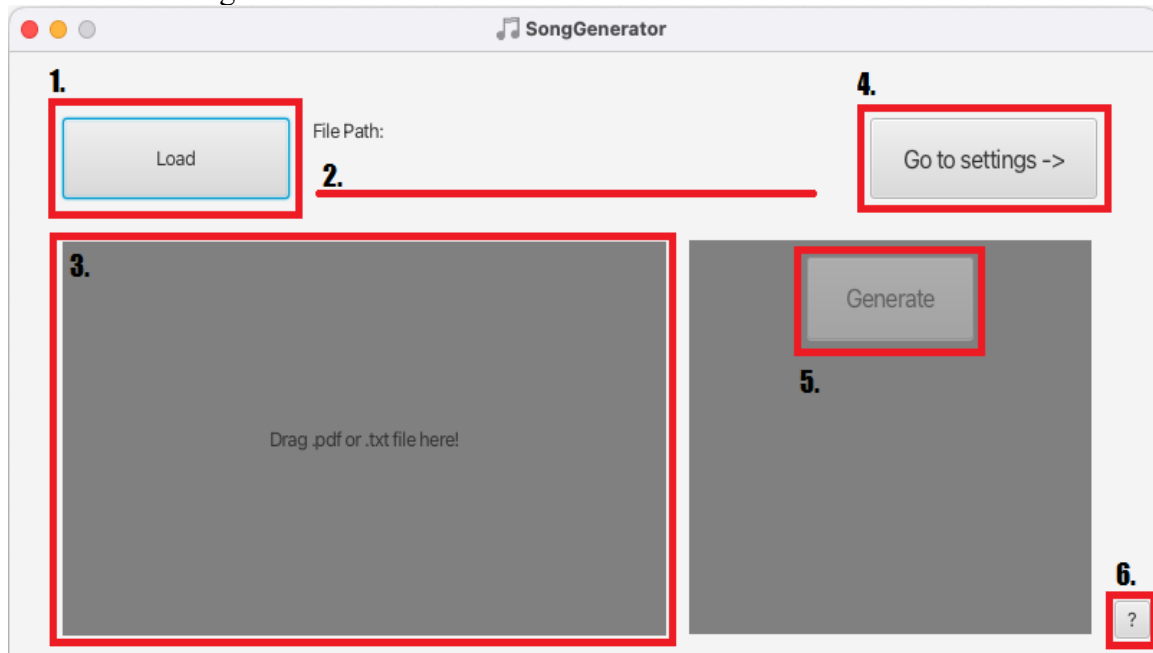 SongGenerator
1.
Load
File Path:
2.
4.
Go to settings ->
3.
Drag .pdf or .txt file here!
Generate
5.
6.
?